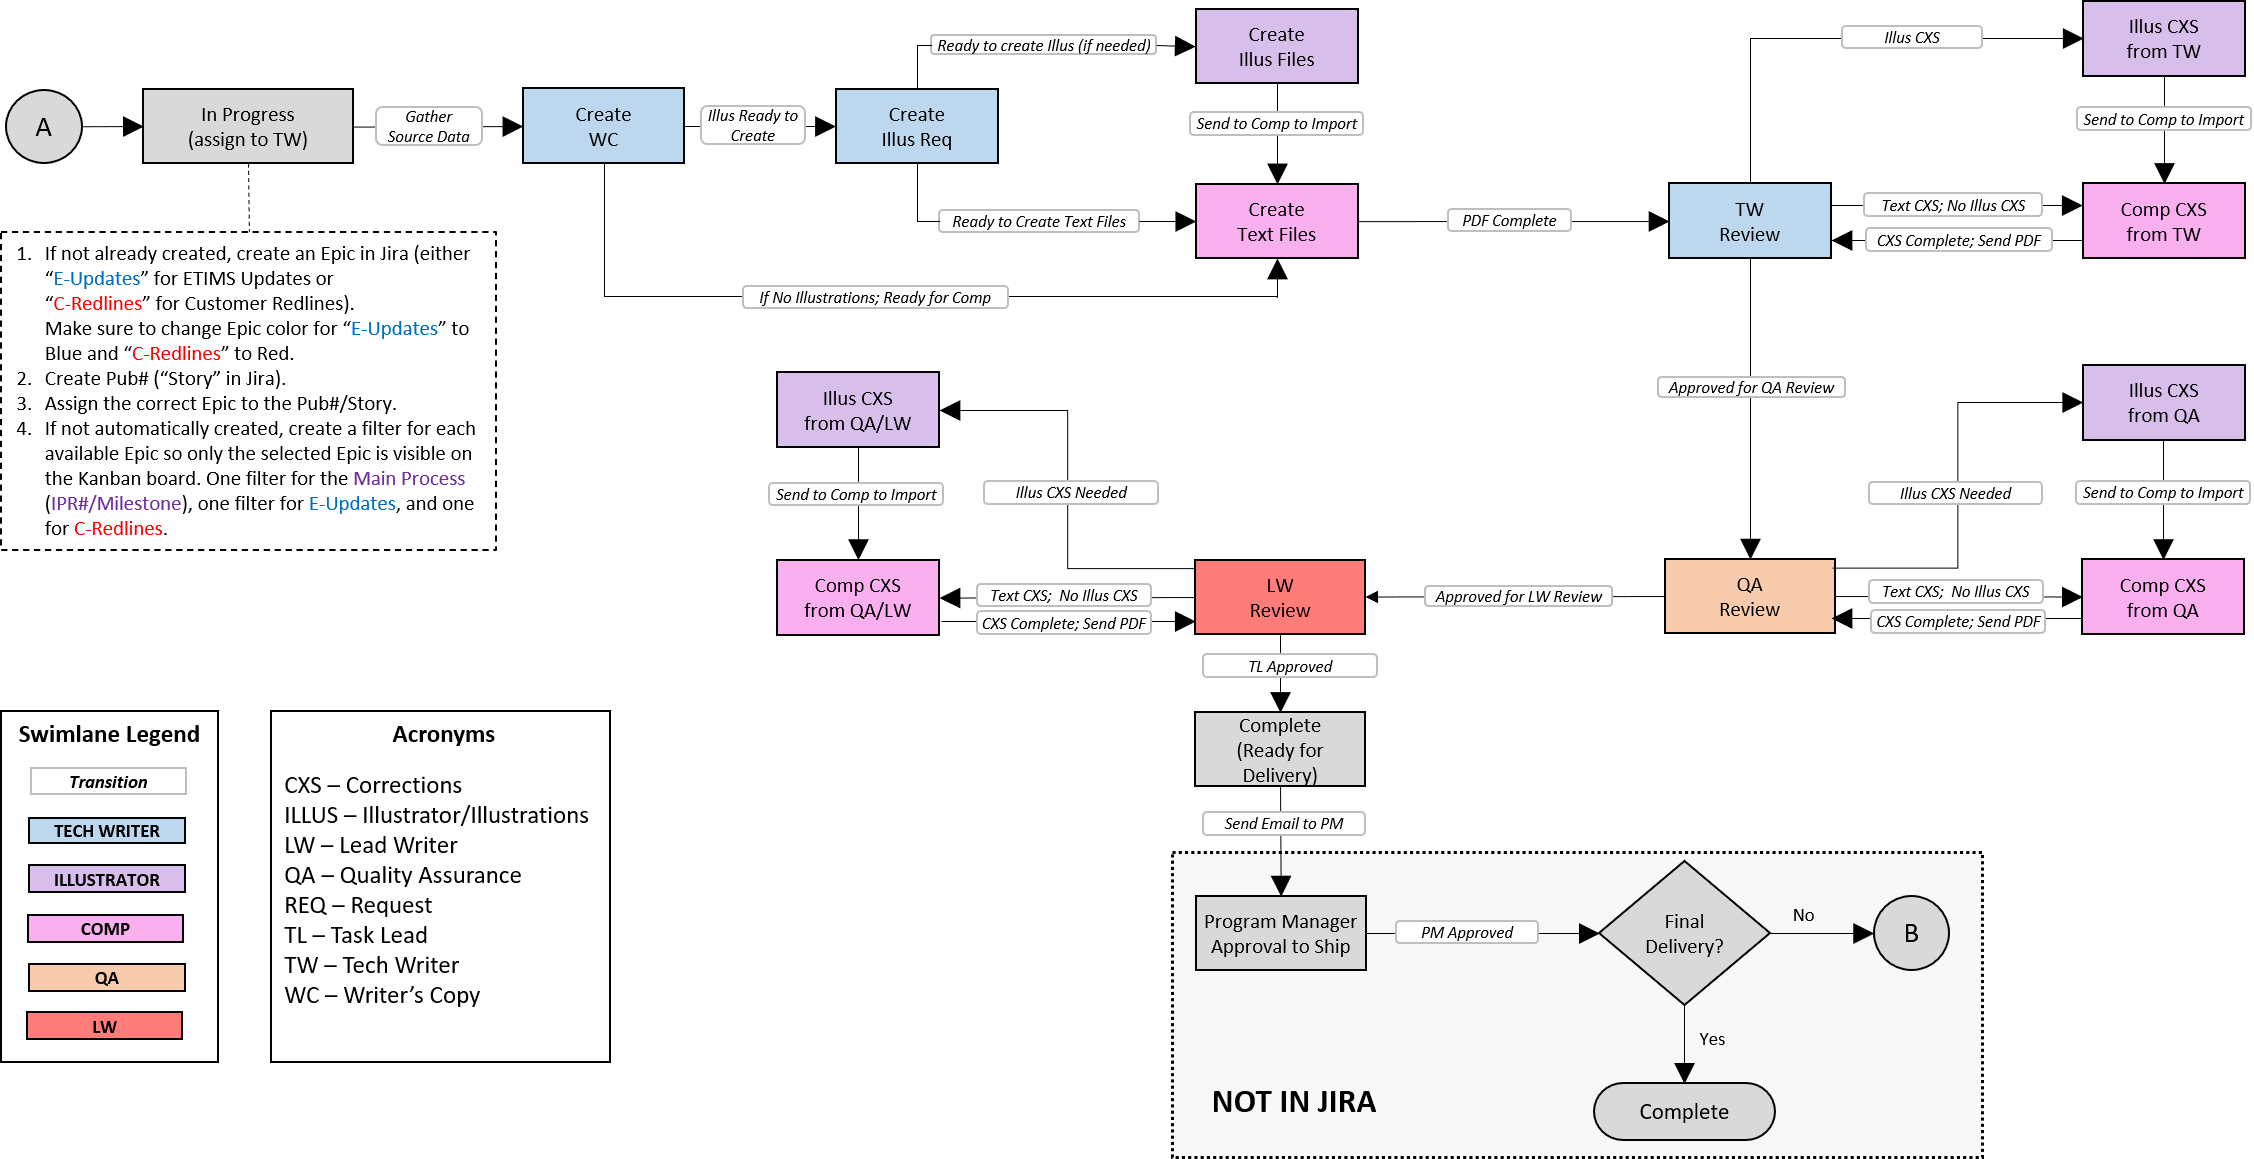 A
In Progress
(assign to TW)
Gather
Source Data
Create
WC
Illus Ready to
Create
Create
Illus Req
Ready to create Illus (if needed)
Create
Illus Files
Send to Comp to Import
Ready to Create Text Files
Create
Text Files
If No Illustrations; Ready for Comp
PDF Complete
TW
Review
Illus CXS
Illus CXS
from TW
Send to Comp to Import
Text CXS; No Illus CXS
CXS Complete; Send PDF
Comp CXS
from TW
1. If not already created, create an Epic in Jira (either
“E-Updates” for ETIMS Updates or
“C-Redlines” for Customer Redlines).
Make sure to change Epic color for “E-Updates” to
Blue and “C-Redlines” to Red.
2. Create Pub# (“Story” in Jira).
3. Assign the correct Epic to the Pub#/Story.
4. If not automatically created, create a filter for each
available Epic so only the selected Epic is visible on
the Kanban board. One filter for the Main Process
(IPR#/Milestone), one filter for E-Updates, and one
for C-Redlines.
Approved for QA Review
QA
Review
Illus CXS Needed
Illus CXS
from QA
Send to Comp to Import
Text CXS;  No Illus CXS
CXS Complete; Send PDF
Comp CXS
from QA
Approved for LW Review
LW
Review
Illus CXS Needed
Illus CXS
from QA/LW
Send to Comp to Import
Text CXS;  No Illus CXS
CXS Complete; Send PDF
Comp CXS
from QA/LW
TL Approved
Complete
(Ready for
Delivery)
Send Email to PM
Program Manager
Approval to Ship
PM Approved
Final
Delivery?
No
B
Yes
Complete
NOT IN JIRA
Swimlane Legend
Transition
TECH WRITER
ILLUSTRATOR
COMP
QA
LW
Acronyms
CXS – Corrections
ILLUS – Illustrator/Illustrations
LW – Lead Writer
QA – Quality Assurance
REQ – Request
TL – Task Lead
TW – Tech Writer
WC – Writer’s Copy